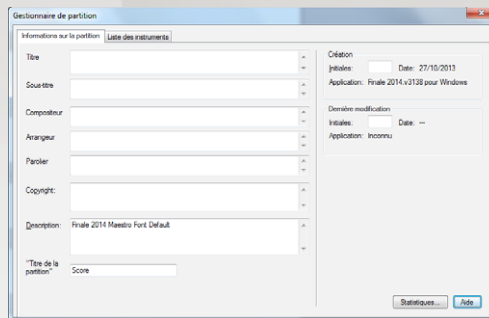 Gestionnaire de partition
Informations sur la partition
Liste des instruments
Titre
Sous-titre
Compositeur
Arrangeur
Parolier
Copyright:
Description:
Finale 2014 Maestro Font Default
"Titre de la
partition"
Score
Création
Initiales:
Date: 27/10/2013
Application: Finale 2014.v3138 pour Windows
Dernière modification
Initiales:
Date: ---
Application: Inconnu
Statistiques...
Aide